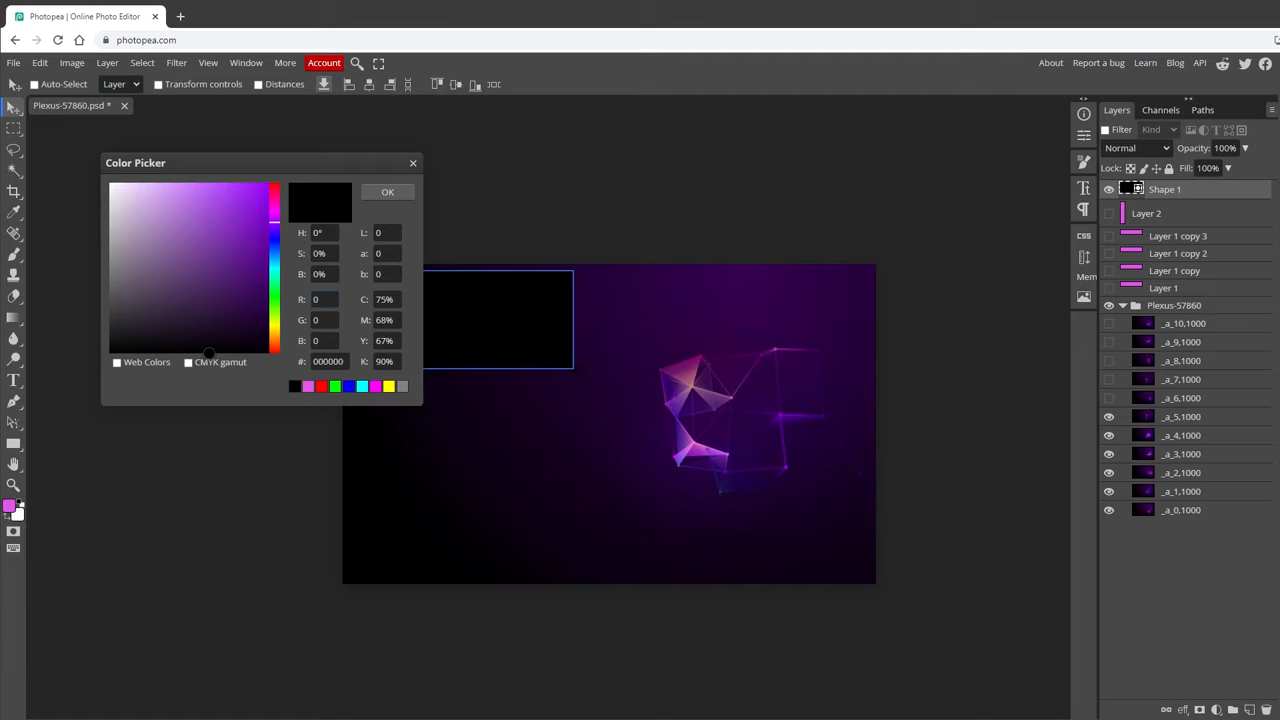 Photopea | Online Photo Editor
photopea.com
File Edit Image Layer Select Filter View Window More Account
About Report a bug Learn Blog API
Auto-Select Layer Transform controls Distances
Plexus-57860.psd *
Color Picker
OK
H: 0° L: 0
S: 0% a: 0
B: 0% b: 0
R: 0 C: 75%
G: 0 M: 68%
B: 0 Y: 67%
#: 000000 K: 90%
Web Colors CMYK gamut
CSS
Mem
Layers Channels Paths
Filter Kind
Normal Opacity: 100%
Lock: Fill: 100%
Shape 1
Layer 2
Layer 1 copy 3
Layer 1 copy 2
Layer 1 copy
Layer 1
Plexus-57860
_a_10,1000
_a_9,1000
_a_8,1000
_a_7,1000
_a_6,1000
_a_5,1000
_a_4,1000
_a_3,1000
_a_2,1000
_a_1,1000
_a_0,1000
eff